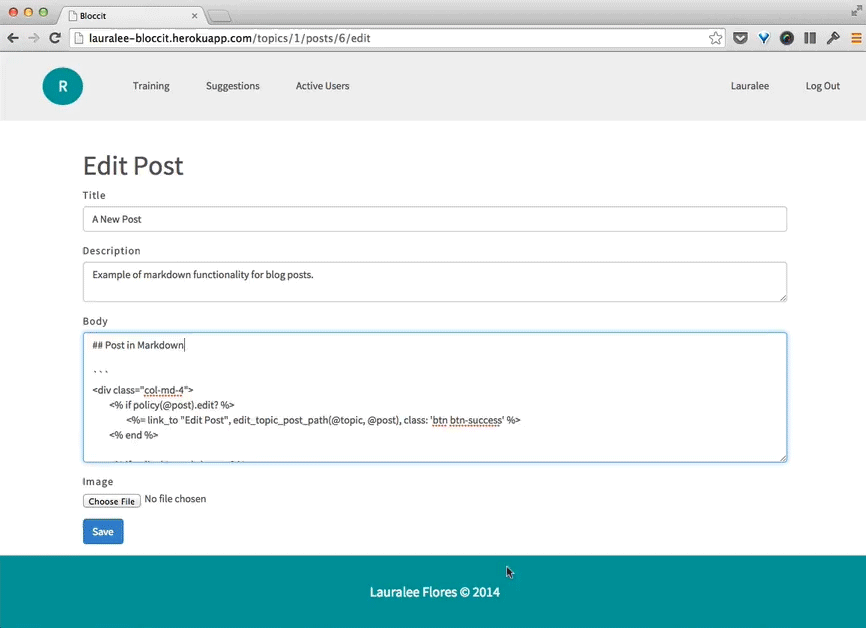 Bloccit
lauralee-bloccit.herokuapp.com/topics/1/posts/6/edit
R Training Suggestions Active Users Lauralee Log Out
Edit Post
Title
A New Post
Description
Example of markdown functionality for blog posts.
Body
## Post in Markdown
```
<div class="col-md-4">
<% if policy(@post).edit? %>
<%= link_to "Edit Post", edit_topic_post_path(@topic, @post), class: 'btn btn-success' %>
<% end %>
Image
Choose File No file chosen
Save
Lauralee Flores © 2014